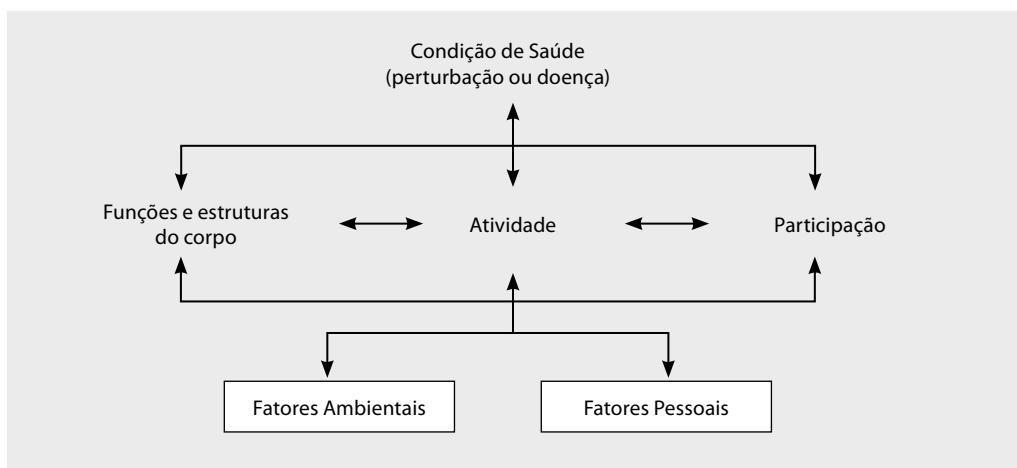 Condição de Saúde
(perturbação ou doença)
Funções e estruturas
do corpo
Atividade
Participação
Fatores Ambientais
Fatores Pessoais